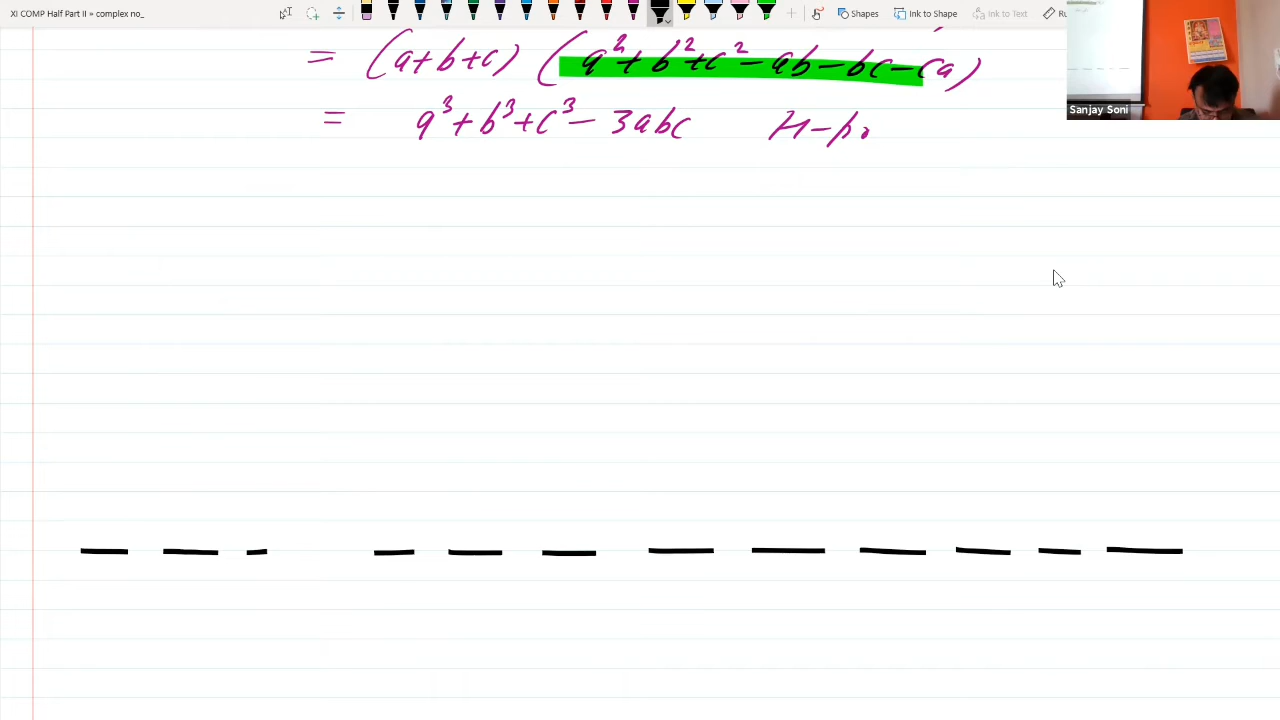 XI COMP Half Part II = complex no_
Shapes Ink to Shape Ink to Text Ru
= (a+b+c) (a²+b²+c²-ab-bc-ca)
Sanjay Soni
= a³+b³+c³-3abc H-p.